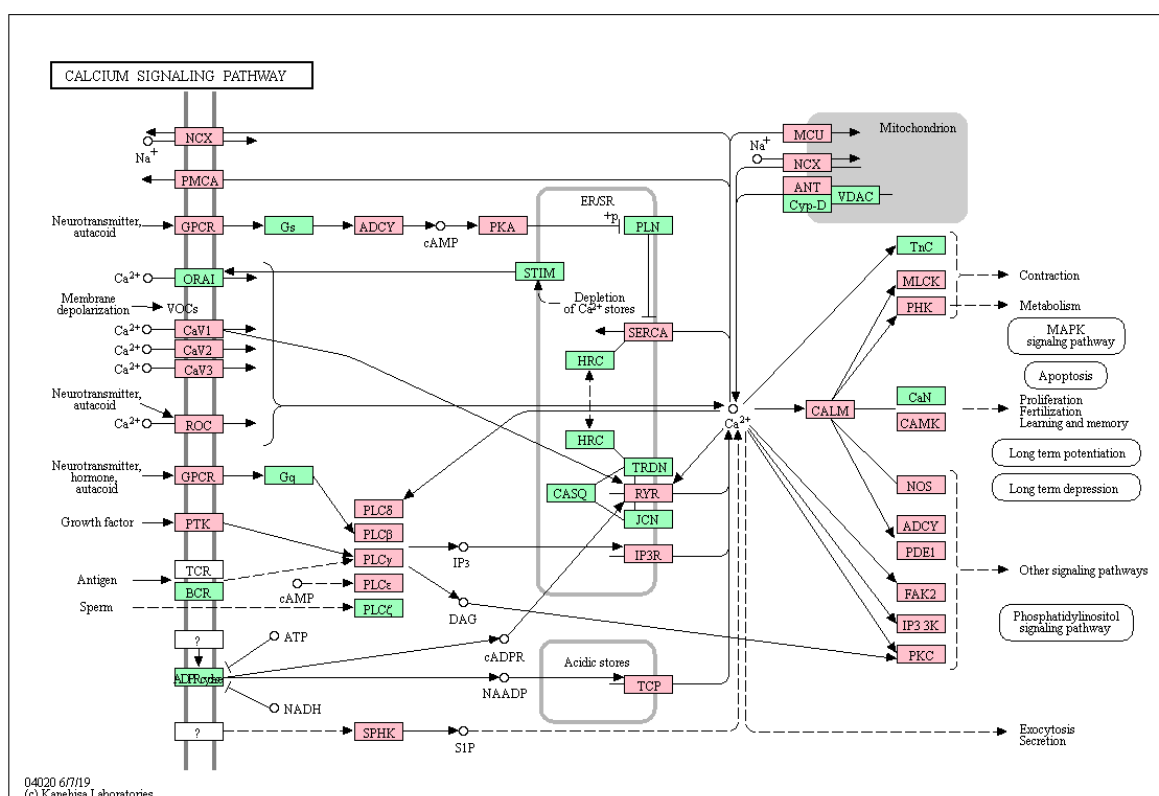 CALCIUM SIGNALING PATHWAY
NCX
Na+
PMCA
Neurotransmitter,
autacoid
GPCR
Gs
ADCY
cAMP
PKA
ER/SR
+p
PLN
MCU
Mitochondrion
Na+
NCX
ANT
Cyp-D
VDAC
Ca2+
ORAI
STIM
Depletion
of Ca2+ stores
Membrane
depolarization
VOCs
Ca2+
CaV1
Ca2+
CaV2
Ca2+
CaV3
SERCA
HRC
Neurotransmitter,
autacoid
Ca2+
ROC
HRC
Ca2+
CALM
TnC
MLCK
PHK
Contraction
Metabolism
MAPK
signaling pathway
Apoptosis
CaN
CAMK
Proliferation
Fertilization
Learning and memory
Long term potentiation
Long term depression
Neurotransmitter,
hormone,
autacoid
GPCR
Gq
TRDN
CASQ
RYR
JCN
NOS
ADCY
PDE1
FAK2
IP3 3K
PKC
Other signaling pathways
Phosphatidylinositol
signaling pathway
Growth factor
PTK
PLCδ
PLCβ
PLCγ
PLCε
PLCζ
IP3
IP3R
Antigen
TCR
BCR
cAMP
Sperm
DAG
?
ATP
cADPR
Acidic stores
NAADP
TCP
NADH
?
SPHK
S1P
Exocytosis
Secretion
04020 6/7/19
(c) Kanehisa Laboratories